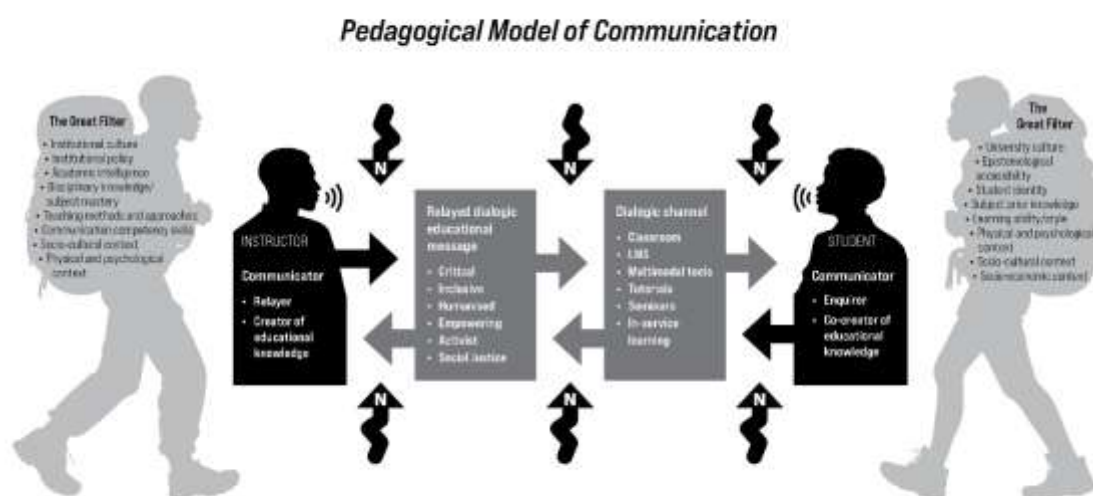 Pedagogical Model of Communication
The Great Filter
• Institutional culture
• Institutional policy
• Academic intelligence
• Disciplinary knowledge/
subject mastery
• Teaching methods and approaches
• Communication competency skills
• Socio-cultural context
• Physical and psychological
context
INSTRUCTOR
Communicator
• Relayer
• Creator of
educational
knowledge
N
N
N
Relayed dialogic
educational
message
• Critical
• Inclusive
• Humanised
• Empowering
• Activist
• Social justice
Dialogic channel
• Classroom
• LMS
• Multimodal tools
• Tutorials
• Seminars
• In-service
learning
N
N
N
STUDENT
Communicator
• Enquirer
• Co-creator of
educational
knowledge
The
Great Filter
• University culture
• Epistemological
accessibility
• Student identity
• Subject prior knowledge
• Learning ability/style
• Physical and psychological
context
• Socio-cultural context
• Socio-economic context